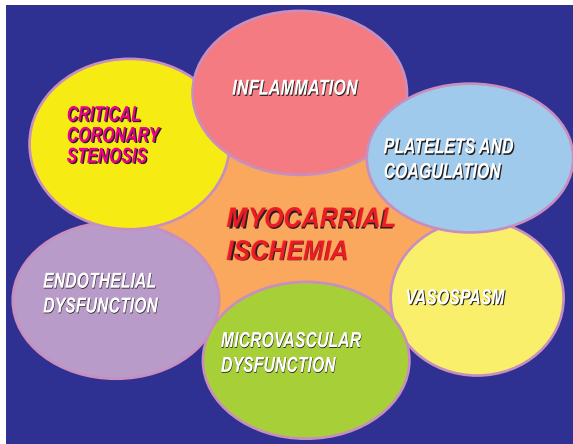 INFLAMMATION
CRITICAL
CORONARY
STENOSIS
PLATELETS AND
COAGULATION
MYOCARRIAL
ISCHEMIA
ENDOTHELIAL
DYSFUNCTION
VASOSPASM
MICROVASCULAR
DYSFUNCTION